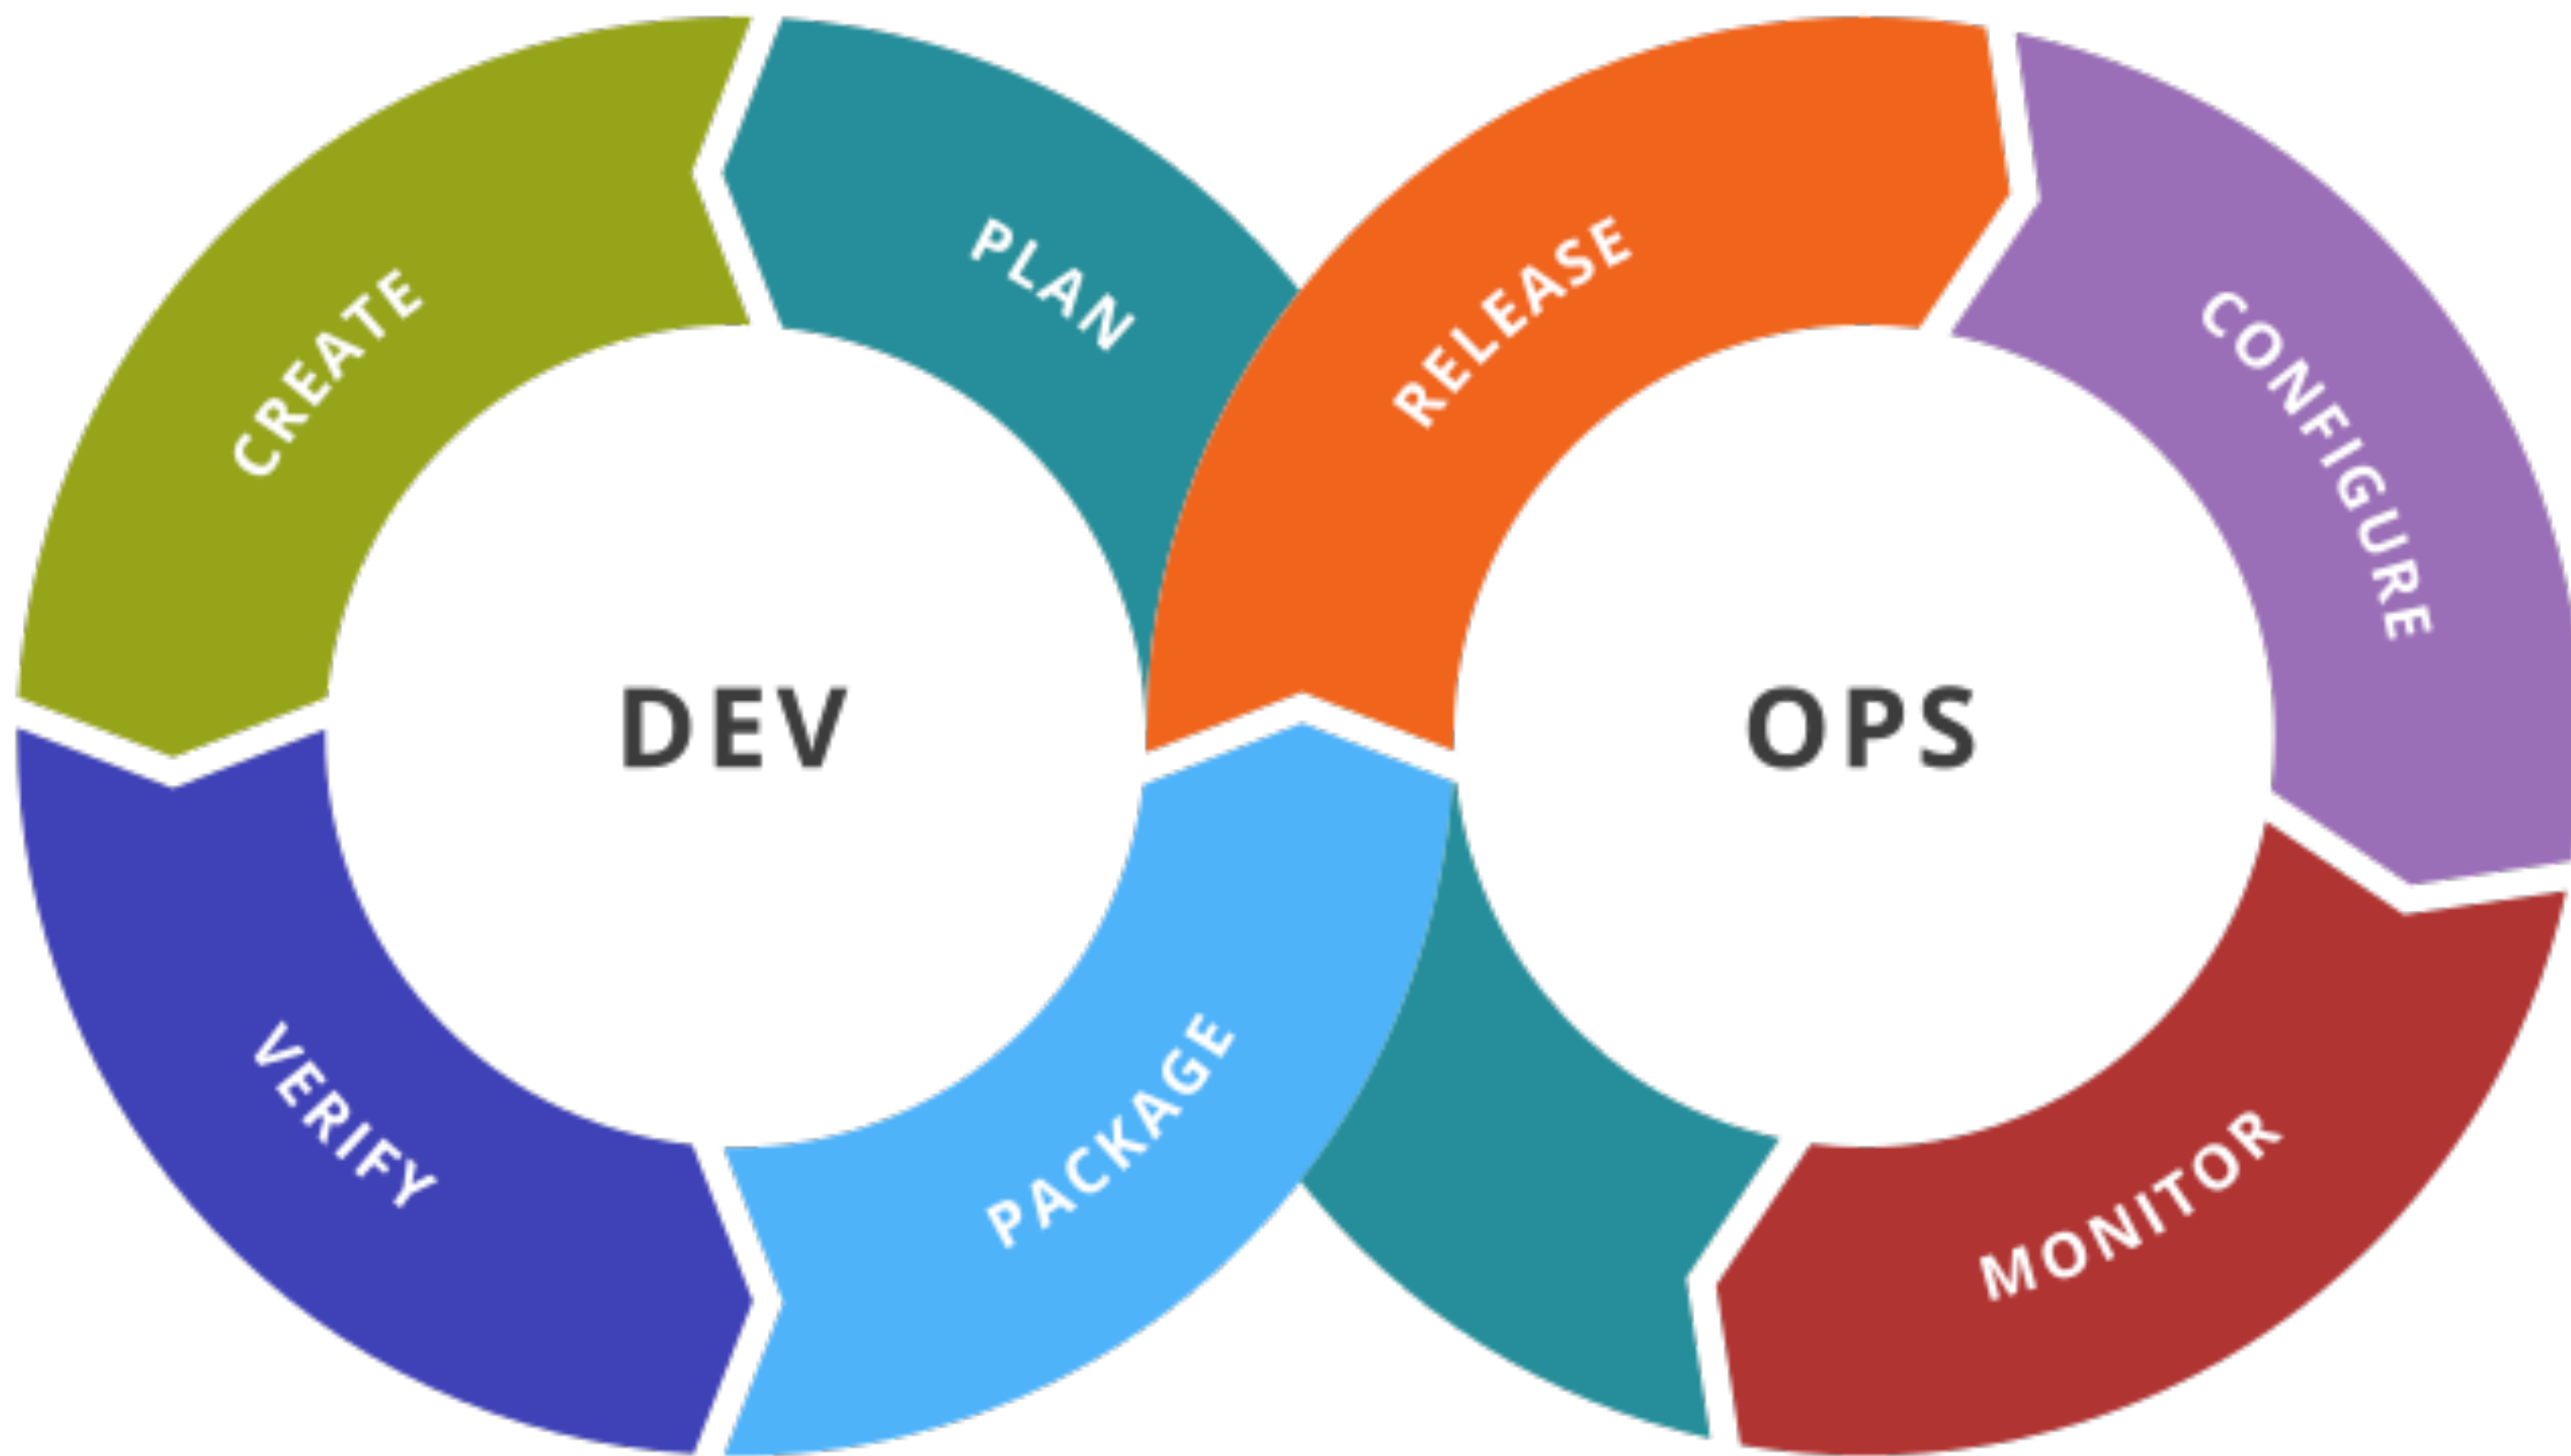 PLAN
CREATE
VERIFY
PACKAGE
RELEASE
CONFIGURE
MONITOR
DEV
OPS